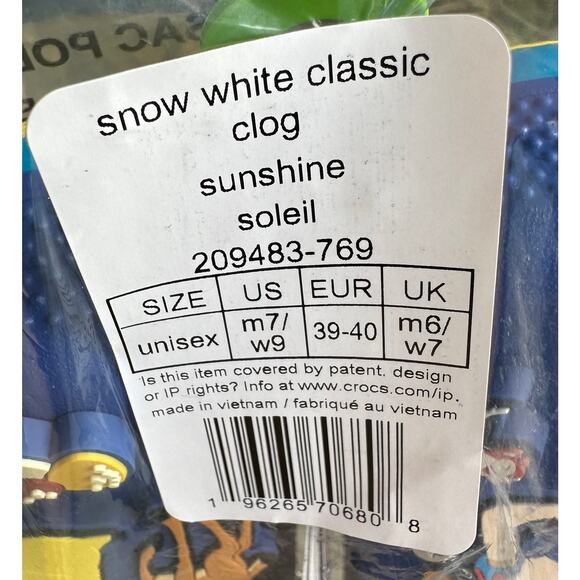 SAC POL
snow white classic
clog
sunshine
soleil
209483-769
SIZE US EUR UK
unisex m7/ w9 39-40 m6/ w7
Is this item covered by patent, design
or IP rights? Info at www.crocs.com/ip.
made in vietnam / fabriqué au vietnam
1 96265 70680 8